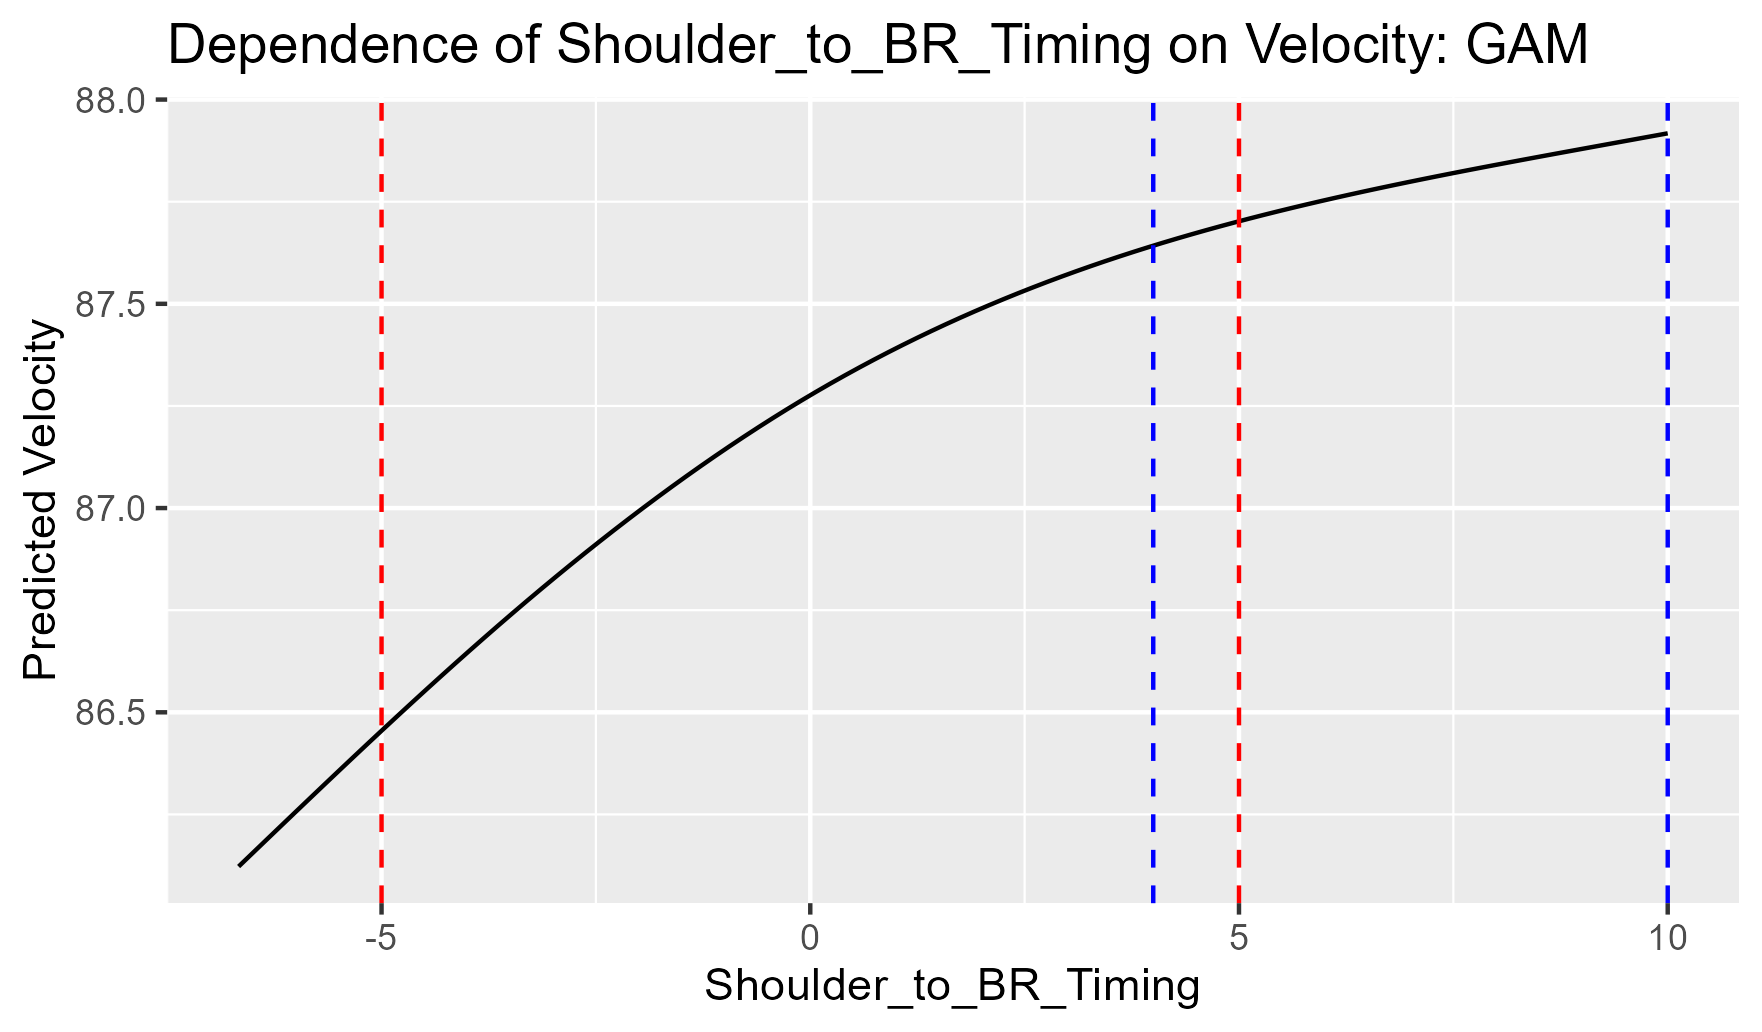 Dependence of Shoulder_to_BR_Timing on Velocity: GAM
88.0
87.5
87.0
86.5
Predicted Velocity
-5
0
5
10
Shoulder_to_BR_Timing